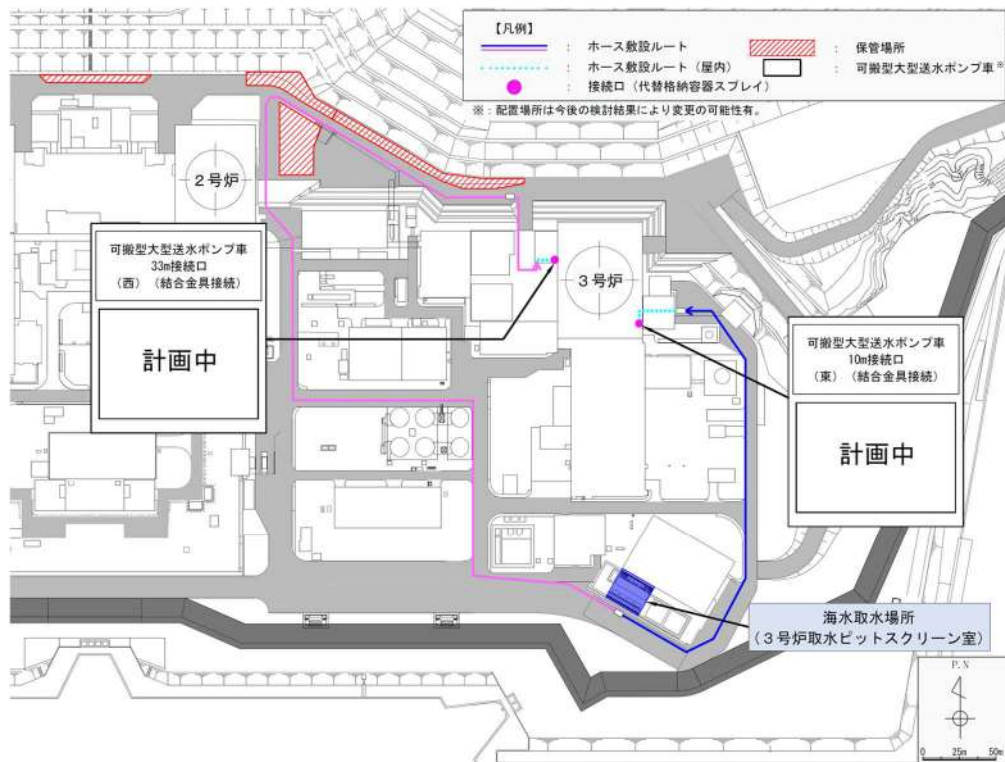 【凡例】
： ホース敷設ルート
： 保管場所
： ホース敷設ルート（屋内）
： 可搬型大型送水ポンプ車※
： 接続口（代替格納容器スプレイ）
※：配置場所は今後の検討結果により変更の可能性有。
２号炉
可搬型大型送水ポンプ車
33m接続口
（西）（結合金具接続）
計画中
３号炉
可搬型大型送水ポンプ車
10m接続口
（東）（結合金具接続）
計画中
海水取水場所
（３号炉取水ピットスクリーン室）
P.N
0 25m 50m